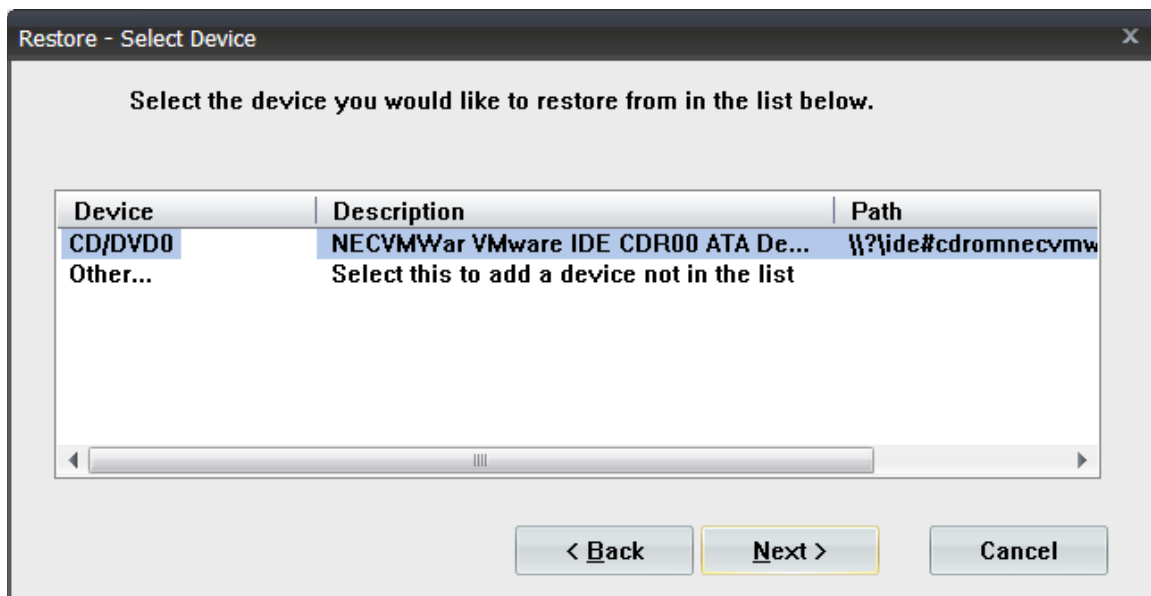 Restore - Select Device x
Select the device you would like to restore from in the list below.
Device Description Path
CD/DVD0 NECVMWar VMware IDE CDR00 ATA De... \\?\ide#cdromnecvmw
Other... Select this to add a device not in the list
< Back Next > Cancel